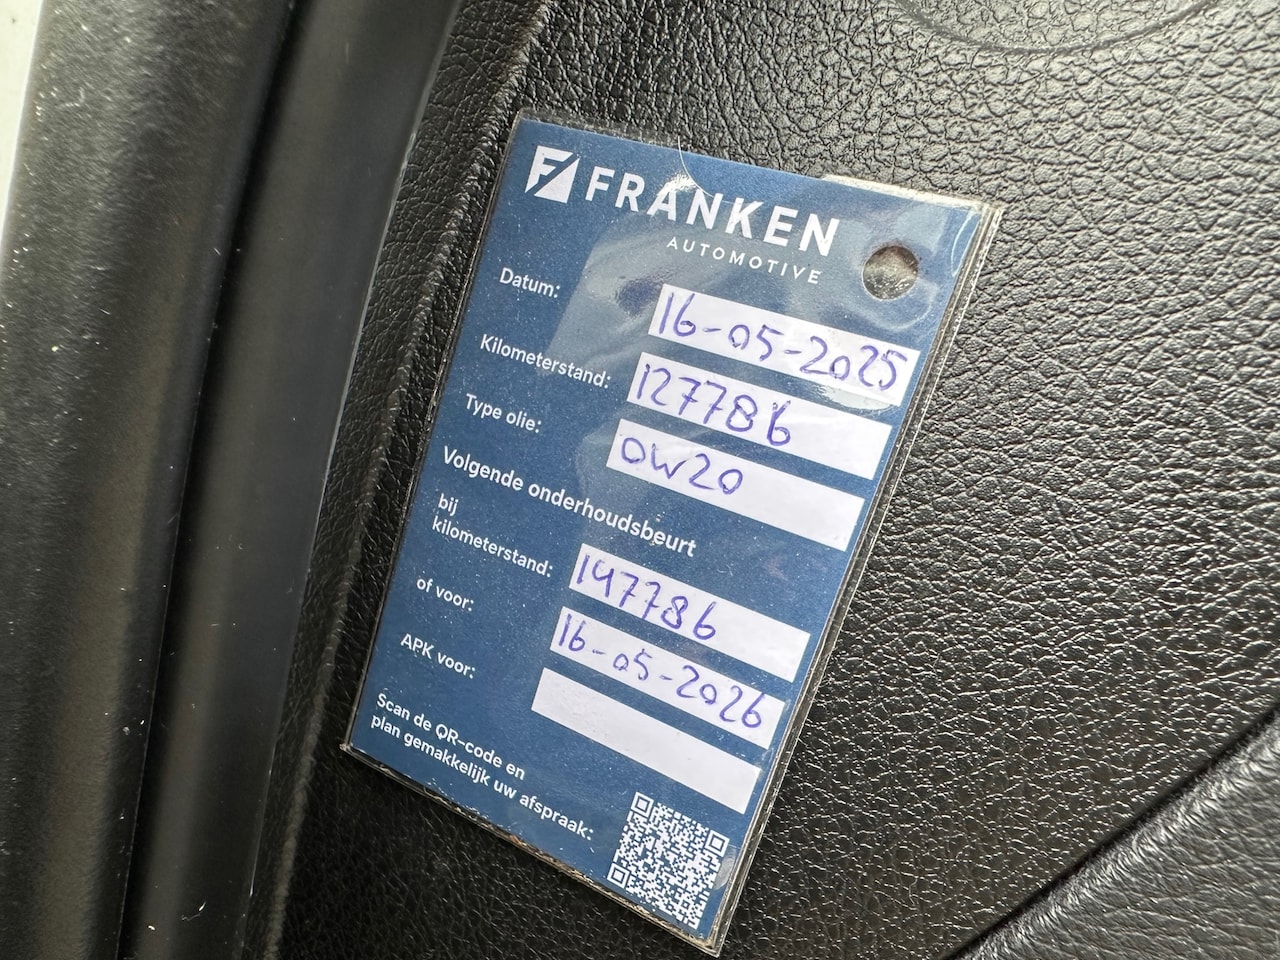 FRANKEN
AUTOMOTIVE
Datum: 16-05-2025
Kilometerstand: 127786
Type olie: 0W20
Volgende onderhoudsbeurt
bij
kilometerstand: 147786
of voor: 16-05-2026
APK voor:
Scan de QR-code en
plan gemakkelijk uw afspraak: